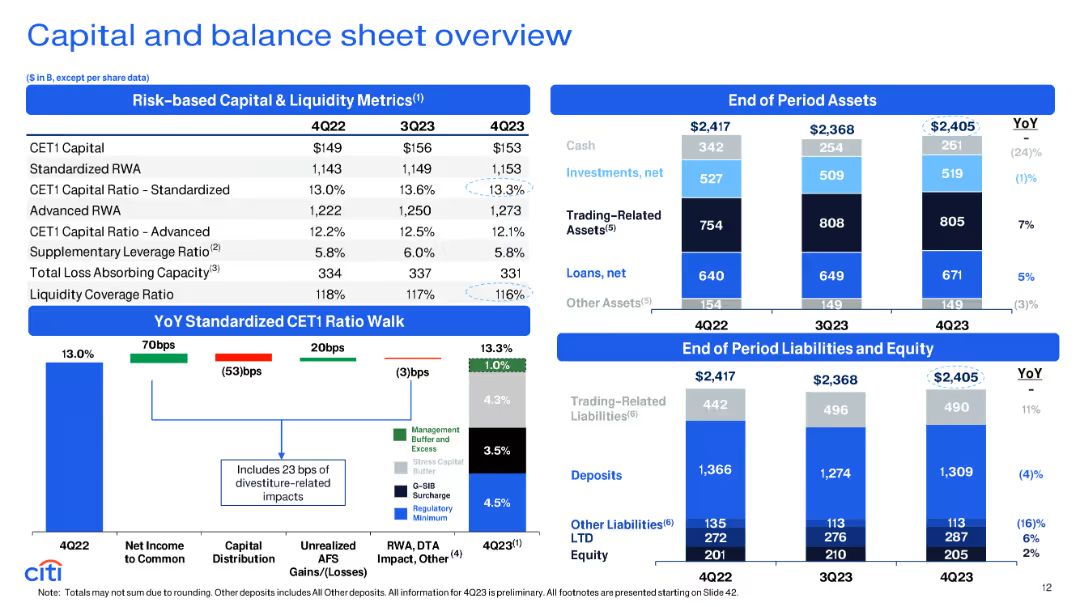 Capital and balance sheet overview
($ in B, except per share data)
Risk–based Capital & Liquidity Metrics(1)
4Q22 3Q23 4Q23
CET1 Capital $149 $156 $153
Standardized RWA 1,143 1,149 1,153
CET1 Capital Ratio - Standardized 13.0% 13.6% 13.3%
Advanced RWA 1,222 1,250 1,273
CET1 Capital Ratio - Advanced 12.2% 12.5% 12.1%
Supplementary Leverage Ratio(2) 5.8% 6.0% 5.8%
Total Loss Absorbing Capacity(3) 334 337 331
Liquidity Coverage Ratio 118% 117% 116%
YoY Standardized CET1 Ratio Walk
13.0%
70bps
(53)bps
20bps
(3)bps
13.3%
1.0%
4.3%
3.5%
4.5%
Management
Buffer and
Excess
Stress Capital
Buffer
G-SIB
Surcharge
Regulatory
Minimum
Includes 23 bps of
divestiture-related
impacts
4Q22
Net Income
to Common
Capital
Distribution
Unrealized
AFS
Gains/(Losses)
RWA, DTA
Impact, Other (4)
4Q23(1)
End of Period Assets
$2,417 $2,368 $2,405 YoY
-
Cash 342 254 261 (24)%
Investments, net 527 509 519 (1)%
Trading–Related
Assets(5) 754 808 805 7%
Loans, net 640 649 671 5%
Other Assets(5) 154 149 149 (3)%
4Q22 3Q23 4Q23
End of Period Liabilities and Equity
$2,417 $2,368 $2,405 YoY
-
Trading–Related
Liabilities(6) 442 496 490 11%
Deposits 1,366 1,274 1,309 (4)%
Other Liabilities(6) 135 113 113 (16)%
LTD 272 276 287 6%
Equity 201 210 205 2%
4Q22 3Q23 4Q23
citi
Note: Totals may not sum due to rounding. Other deposits includes All Other deposits. All information for 4Q23 is preliminary. All footnotes are presented starting on Slide 42.
12